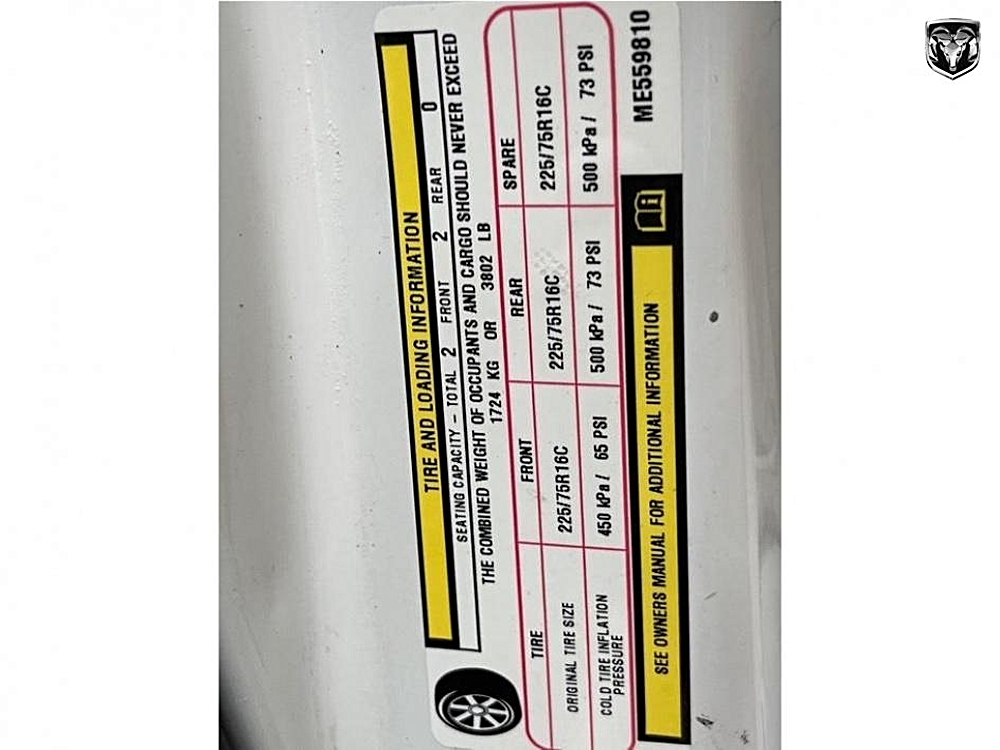 TIRE AND LOADING INFORMATION
SEATING CAPACITY – TOTAL 2 FRONT 2 REAR 0
THE COMBINED WEIGHT OF OCCUPANTS AND CARGO SHOULD NEVER EXCEED
1724 KG OR 3802 LB
TIRE FRONT REAR SPARE
ORIGINAL TIRE SIZE 225/75R16C 225/75R16C 225/75R16C
COLD TIRE INFLATION PRESSURE 450 kPa / 65 PSI 500 kPa / 73 PSI 500 kPa / 73 PSI
SEE OWNERS MANUAL FOR ADDITIONAL INFORMATION
ME559810